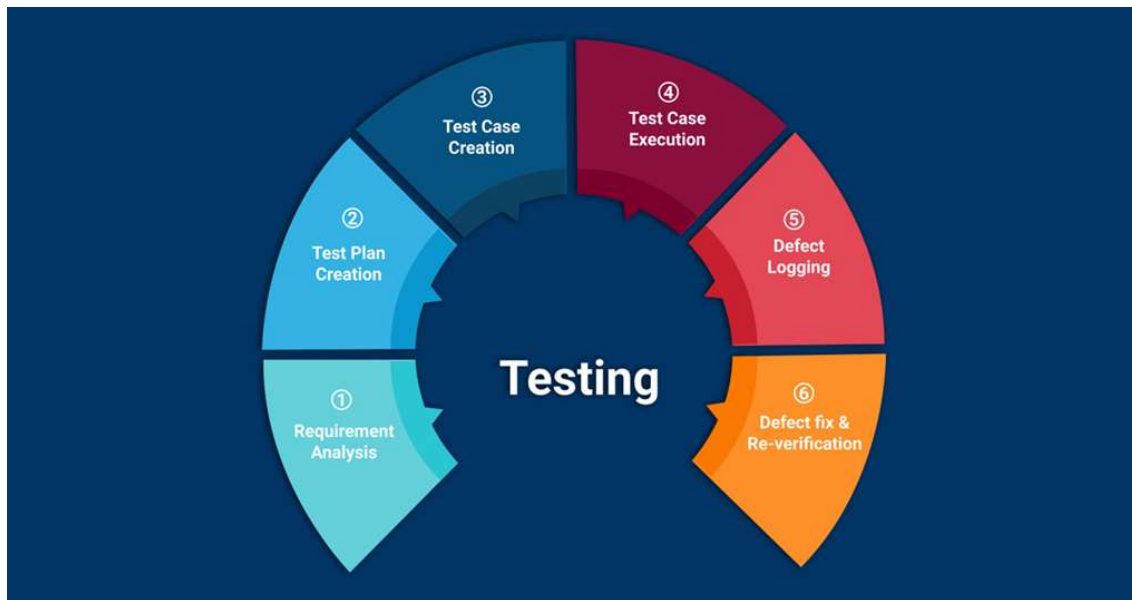 ①
Requirement
Analysis
②
Test Plan
Creation
③
Test Case
Creation
④
Test Case
Execution
⑤
Defect
Logging
⑥
Defect fix &
Re-verification
Testing